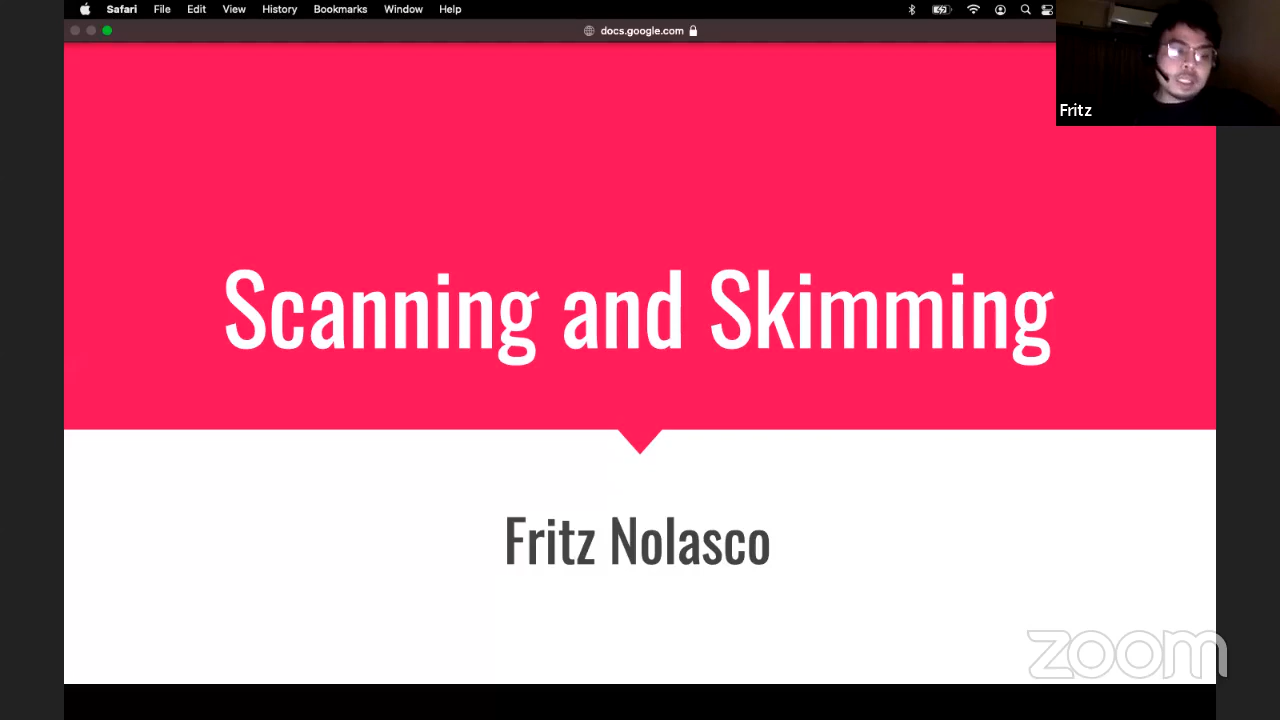 Safari File Edit View History Bookmarks Window Help
docs.google.com
Fritz
Scanning and Skimming
Fritz Nolasco
zoom